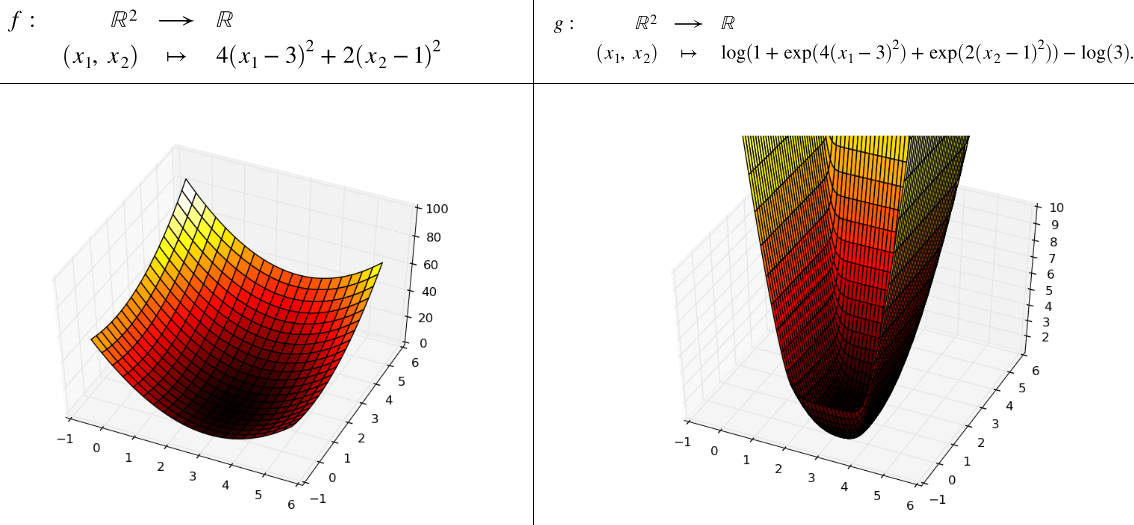 f : ℝ² ⟶ ℝ
(x₁, x₂) ↦ 4(x₁ − 3)² + 2(x₂ − 1)²
g : ℝ² ⟶ ℝ
(x₁, x₂) ↦ log(1 + exp(4(x₁ − 3)²) + exp(2(x₂ − 1)²)) − log(3).
100
80
60
40
20
0
−1 0 1 2 3 4 5 6
−1 0 1 2 3 4 5 6
10
9
8
7
6
5
4
3
2
−1 0 1 2 3 4 5 6
−1 0 1 2 3 4 5 6